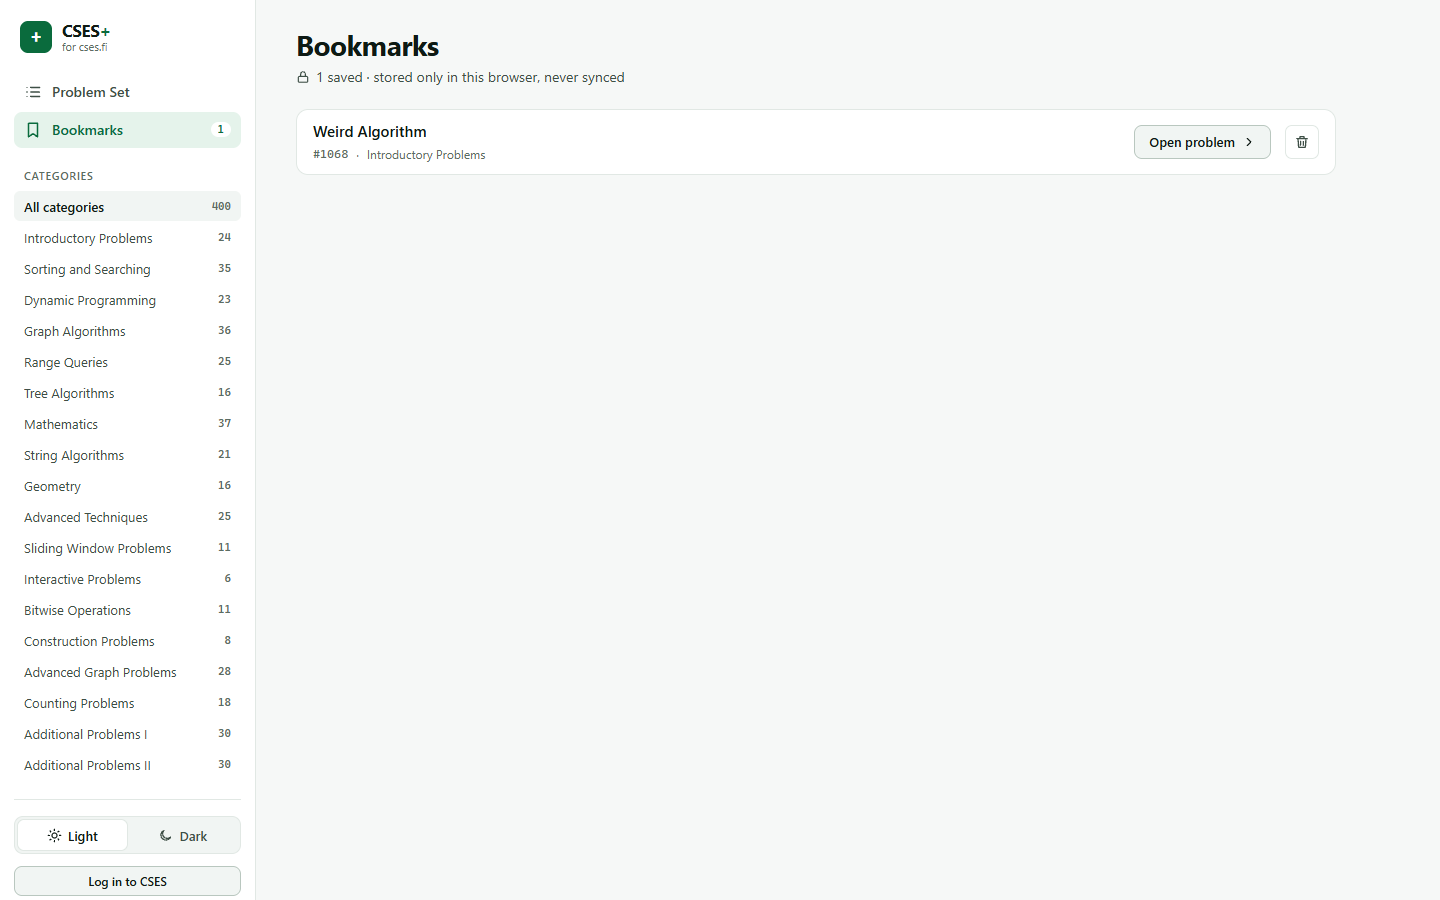 +
CSES+
for cses.fi
Problem Set
Bookmarks 1
CATEGORIES
All categories 400
Introductory Problems 24
Sorting and Searching 35
Dynamic Programming 23
Graph Algorithms 36
Range Queries 25
Tree Algorithms 16
Mathematics 37
String Algorithms 21
Geometry 16
Advanced Techniques 25
Sliding Window Problems 11
Interactive Problems 6
Bitwise Operations 11
Construction Problems 8
Advanced Graph Problems 28
Counting Problems 18
Additional Problems I 30
Additional Problems II 30
Light Dark
Log in to CSES
Bookmarks
1 saved · stored only in this browser, never synced
Weird Algorithm
#1068 · Introductory Problems
Open problem